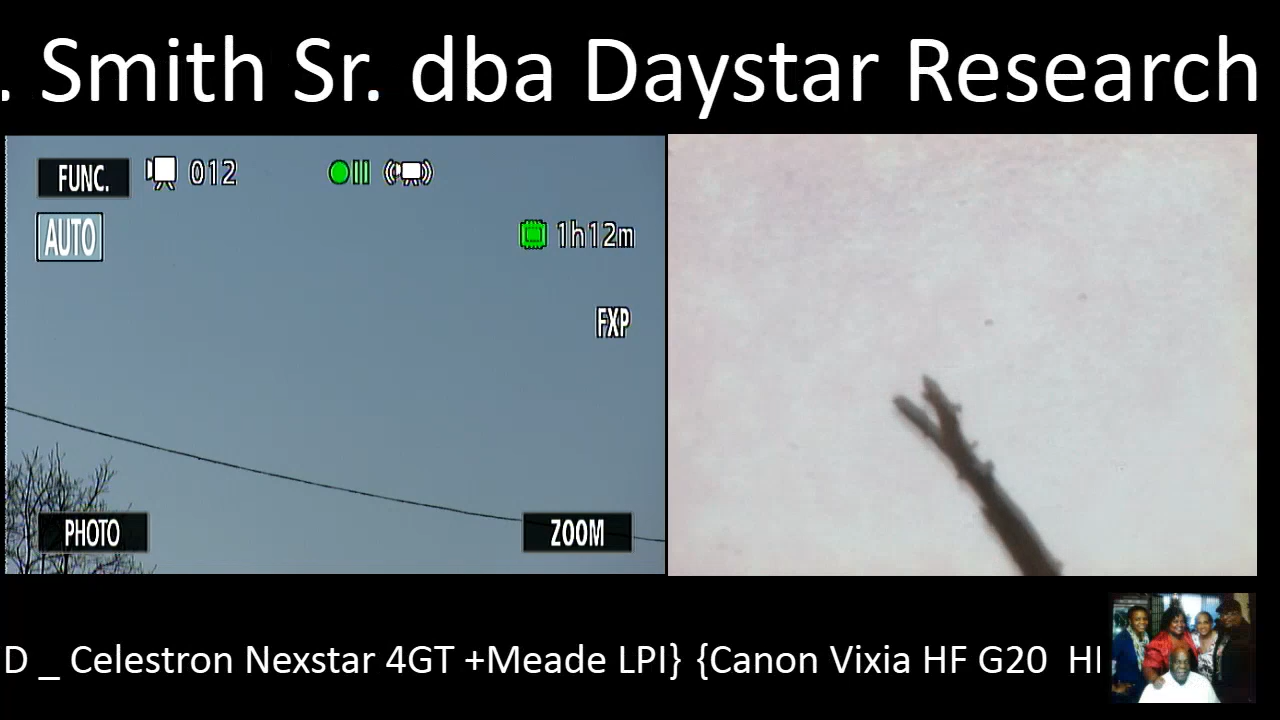 . Smith Sr. dba Daystar Research
FUNC. 012
AUTO
1h12m
FXP
PHOTO ZOOM
D _ Celestron Nexstar 4GT +Meade LPI} {Canon Vixia HF G20 HI